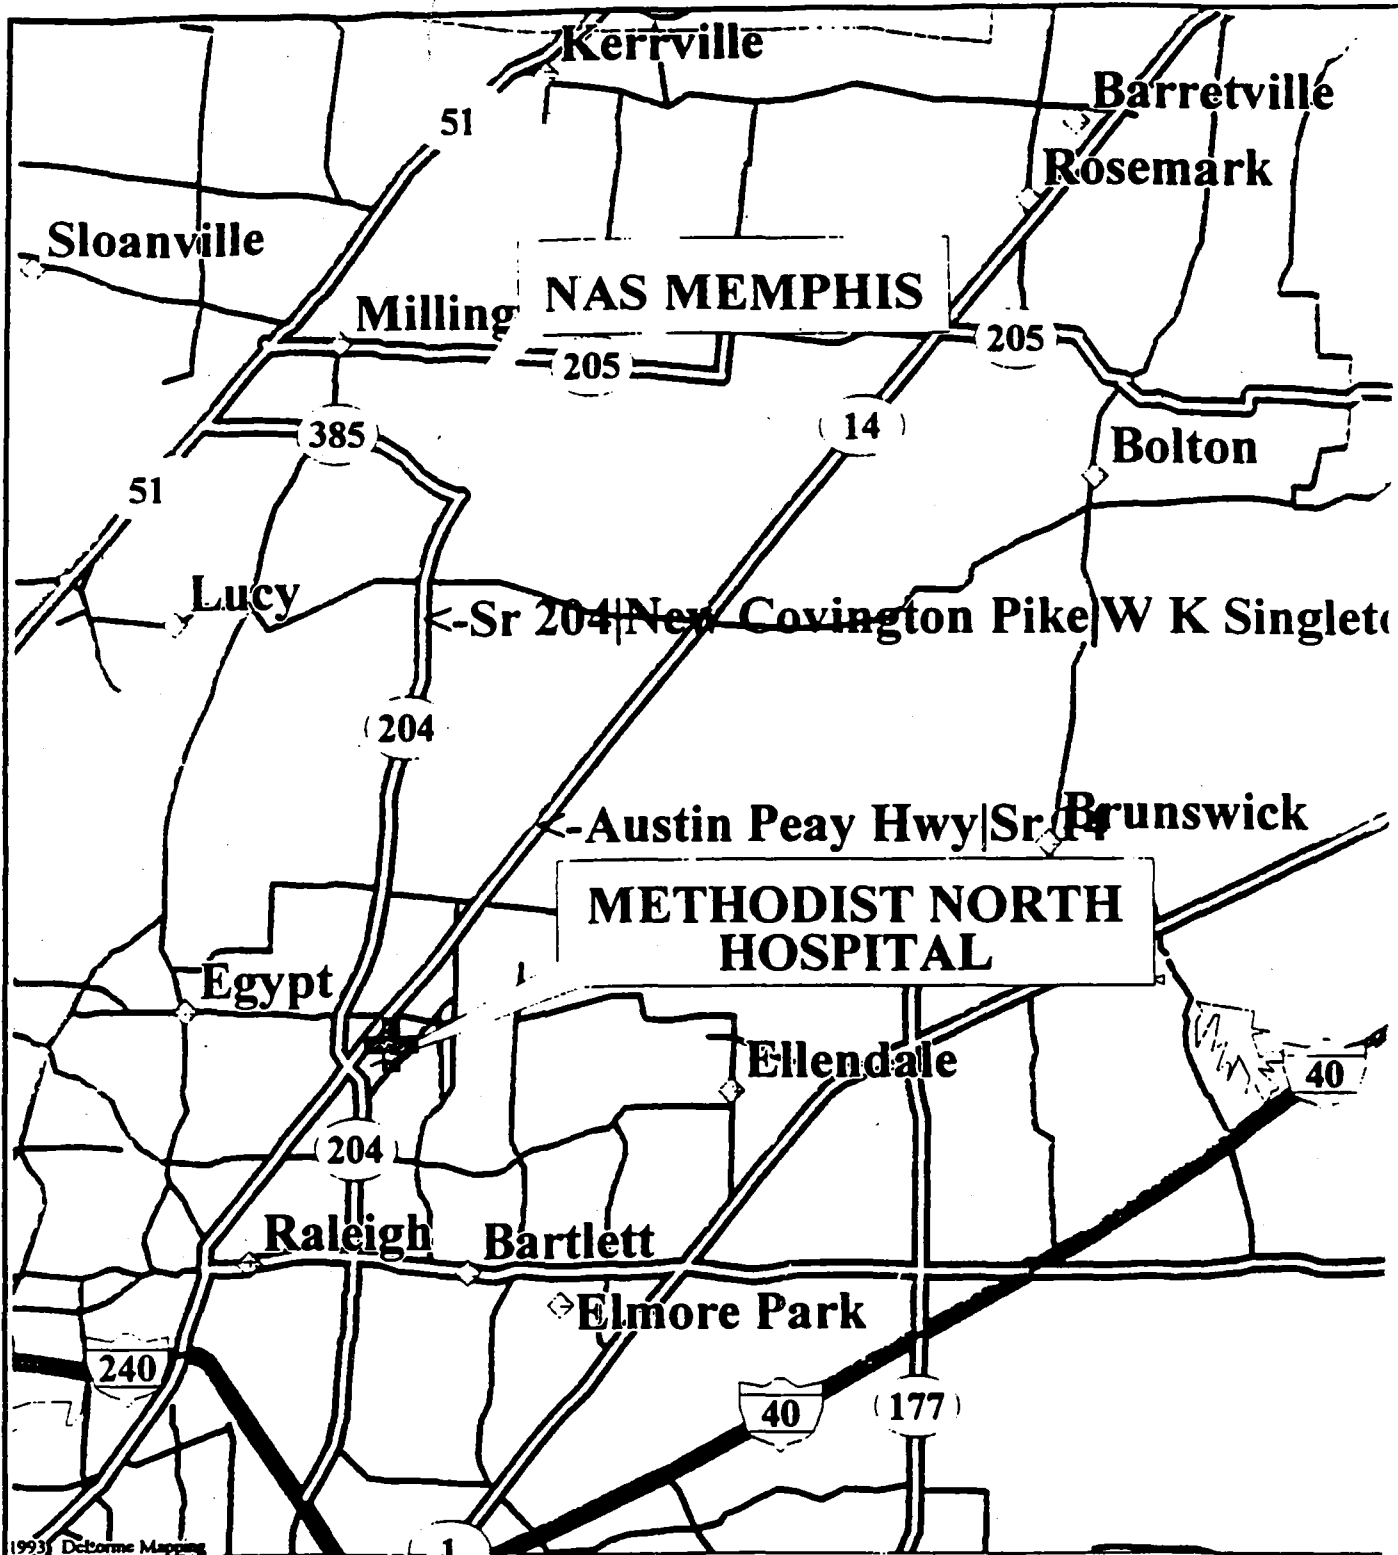 Kerrville
Barretville
51
Rosemark
Sloanville
NAS MEMPHIS
Milling
205
205
385
14
Bolton
51
Lucy
<-Sr 204|New Covington Pike|W K Singleto
204
<-Austin Peay Hwy|Sr 14
Brunswick
METHODIST NORTH
HOSPITAL
Egypt
Ellendale
40
204
Raleigh
Bartlett
Elmore Park
240
40
177
1
1993 DeLorme Mapping